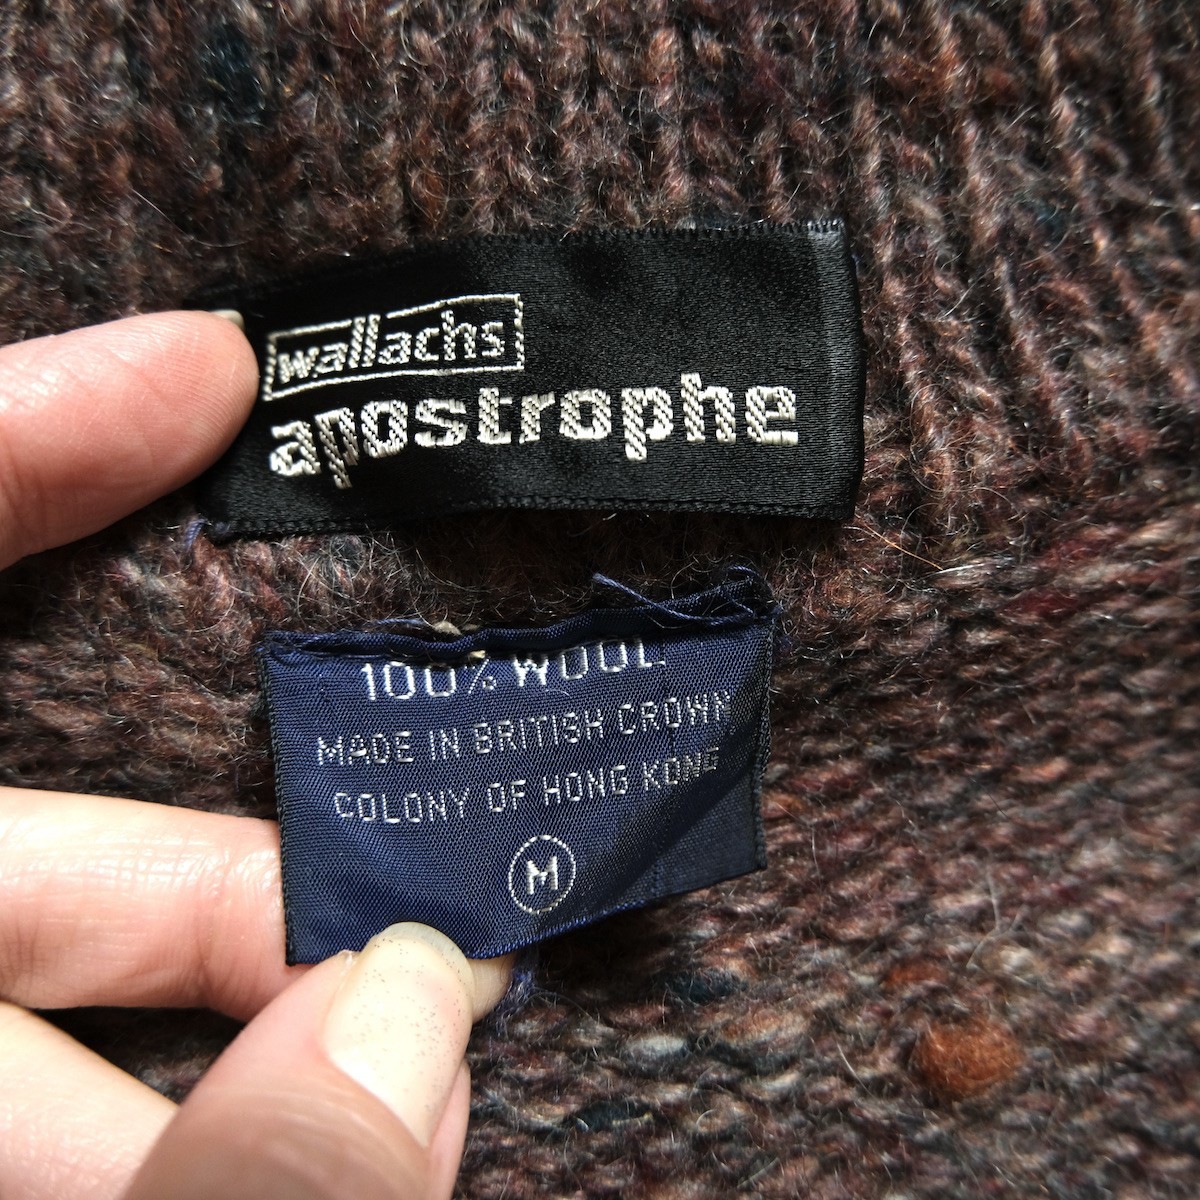 wallachs
apostrophe
100% WOOL
MADE IN BRITISH CROWN
COLONY OF HONG KONG
M